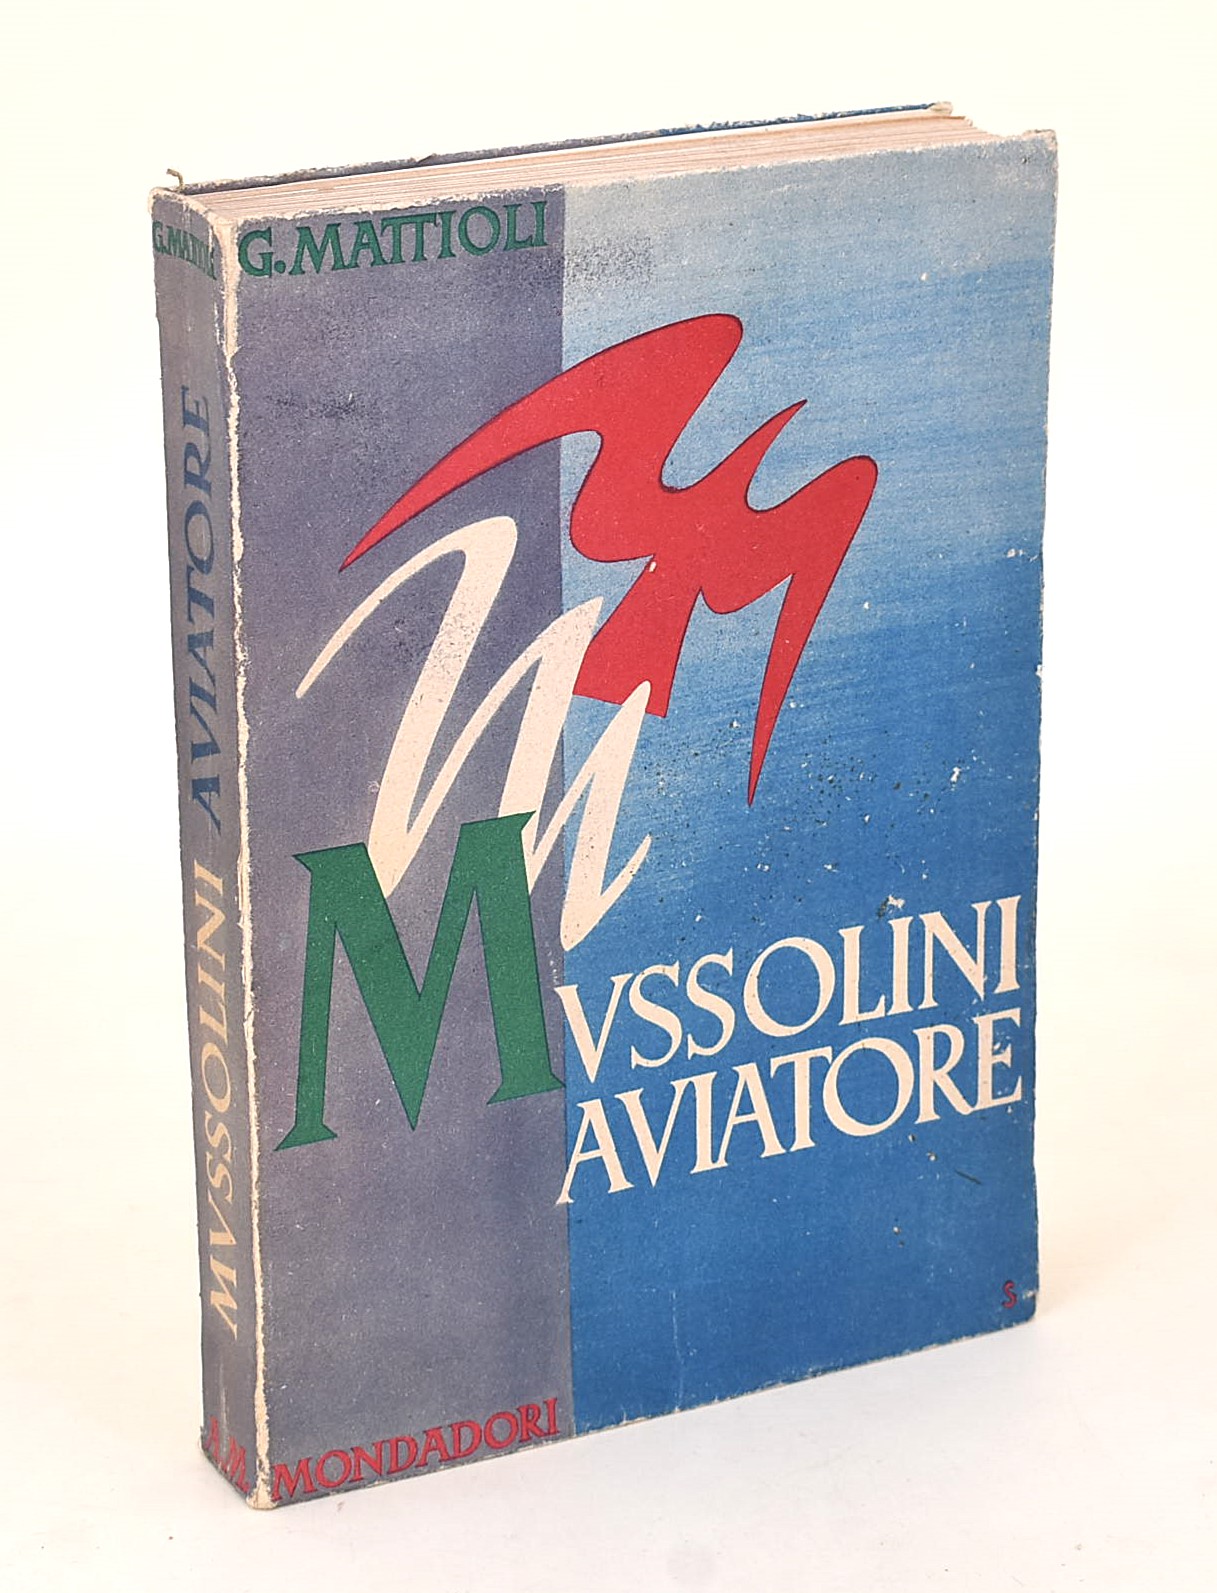 G. MATTIOLI
MVSSOLINI
AVIATORE
S
MONDADORI
G. MATTIOLI
MVSSOLINI AVIATORE
A.M.